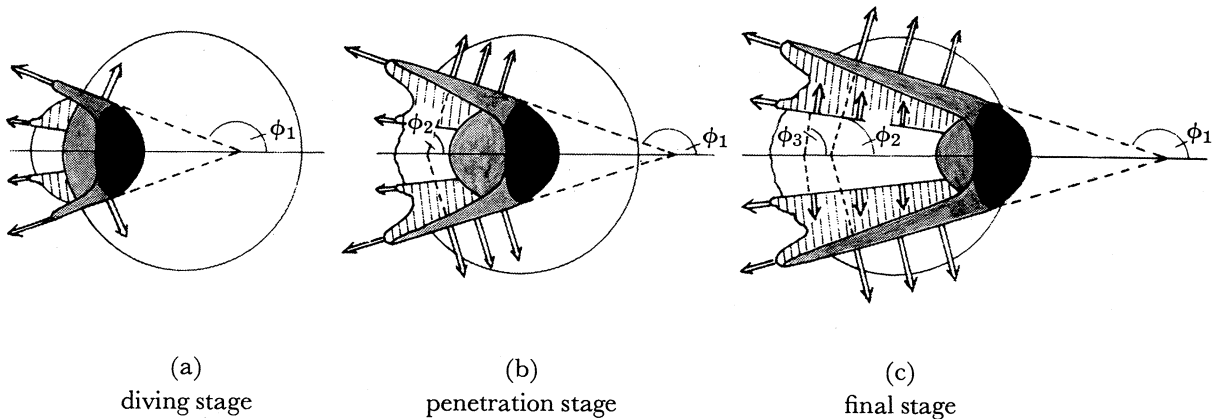 ϕ1
ϕ2
ϕ1
ϕ3
ϕ2
ϕ1
(a)
diving stage
(b)
penetration stage
(c)
final stage